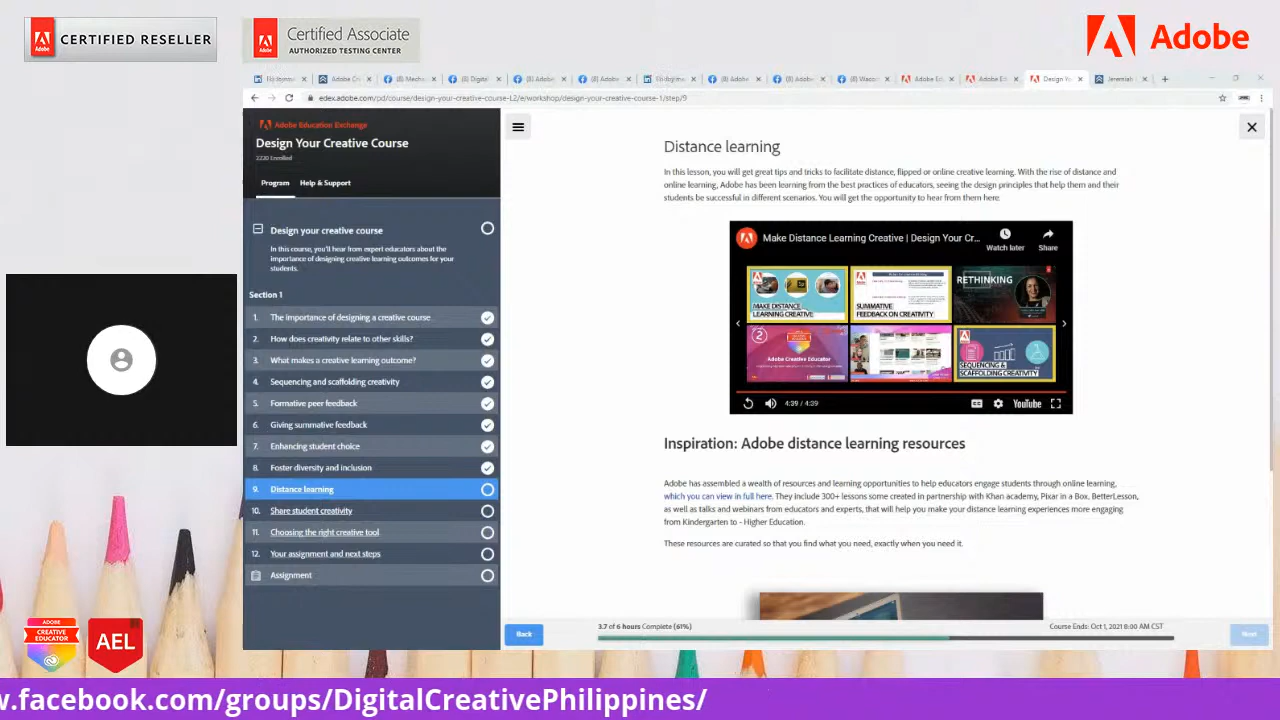 CERTIFIED RESELLER
Certified Associate
AUTHORIZED TESTING CENTER
Adobe
edex.adobe.com/pd/course/design-your-creative-course-L2/e/workshop/design-your-creative-course-1/step/9
Adobe Education Exchange
Design Your Creative Course
Program
Help & Support
Design your creative course
In this course, you'll hear from expert educators about the
importance of designing creative learning outcomes for your
students.
Section 1
1. The importance of designing a creative course
2. How does creativity relate to other skills?
3. What makes a creative learning outcome?
4. Sequencing and scaffolding creativity
5. Formative peer feedback
6. Giving summative feedback
7. Enhancing student choice
8. Foster diversity and inclusion
9. Distance learning
10. Share student creativity
11. Choosing the right creative tool
12. Your assignment and next steps
Assignment
Distance learning
In this lesson, you will get great tips and tricks to facilitate distance, flipped or online creative learning. With the rise of distance and
online learning, Adobe has been learning from the best practices of educators, seeing the design principles that help them and their
students be successful in different scenarios. You will get the opportunity to hear from them here.
Make Distance Learning Creative | Design Your Cr...
Watch later
Share
MAKE DISTANCE
LEARNING CREATIVE
SUMMATIVE
FEEDBACK ON CREATIVITY
RETHINKING
2
Adobe Creative Educator
SEQUENCING &
SCAFFOLDING CREATIVITY
4:39 / 4:39
CC
YouTube
Inspiration: Adobe distance learning resources
Adobe has assembled a wealth of resources and learning opportunities to help educators engage students through online learning,
which you can view in full here. They include 300+ lessons some created in partnership with Khan academy, Pixar in a Box, BetterLesson,
as well as talks and webinars from educators and experts, that will help you make your distance learning experiences more engaging
from Kindergarten to - Higher Education.
These resources are curated so that you find what you need, exactly when you need it.
Back
3.7 of 6 hours Complete (61%)
Course Ends: Oct 1, 2021 8:00 AM CST
Next
ADOBE
CREATIVE
EDUCATOR
AEL
w.facebook.com/groups/DigitalCreativePhilippines/